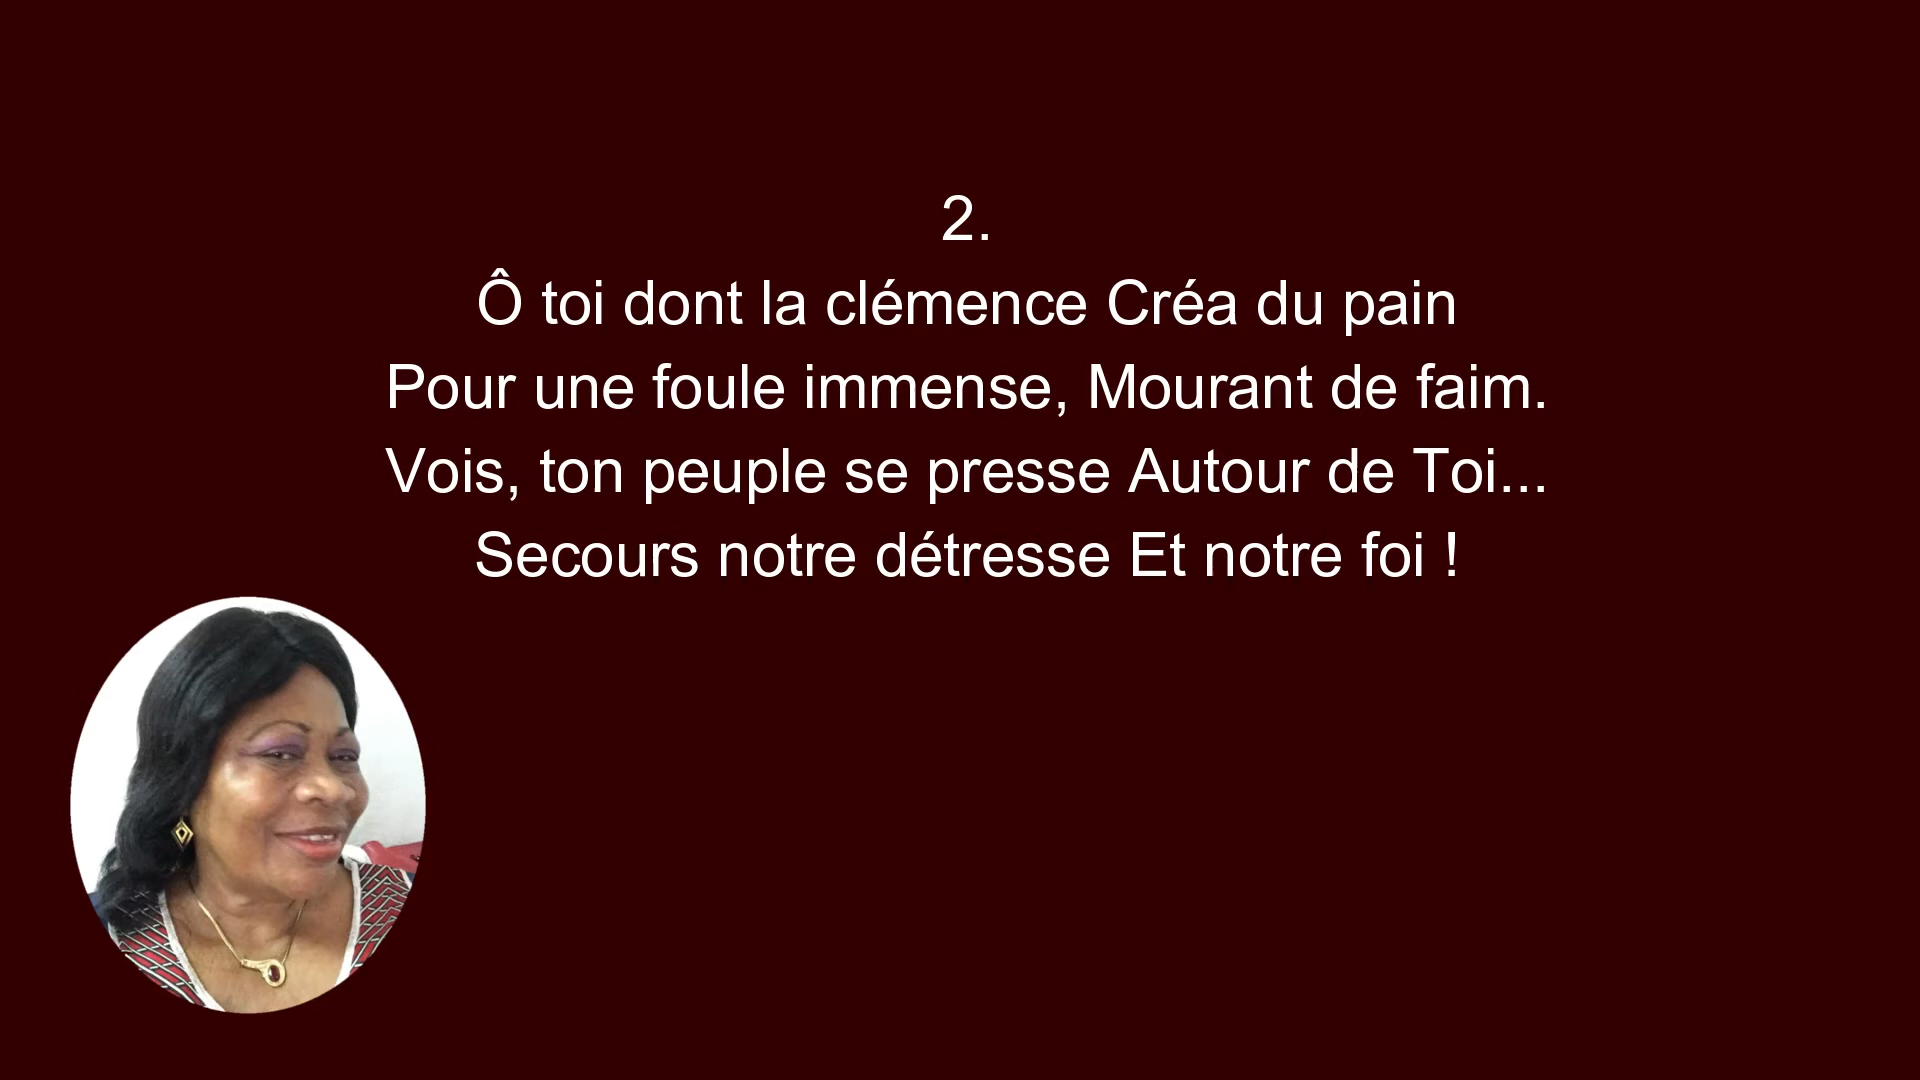 2.
Ô toi dont la clémence Créa du pain
Pour une foule immense, Mourant de faim.
Vois, ton peuple se presse Autour de Toi...
Secours notre détresse Et notre foi !